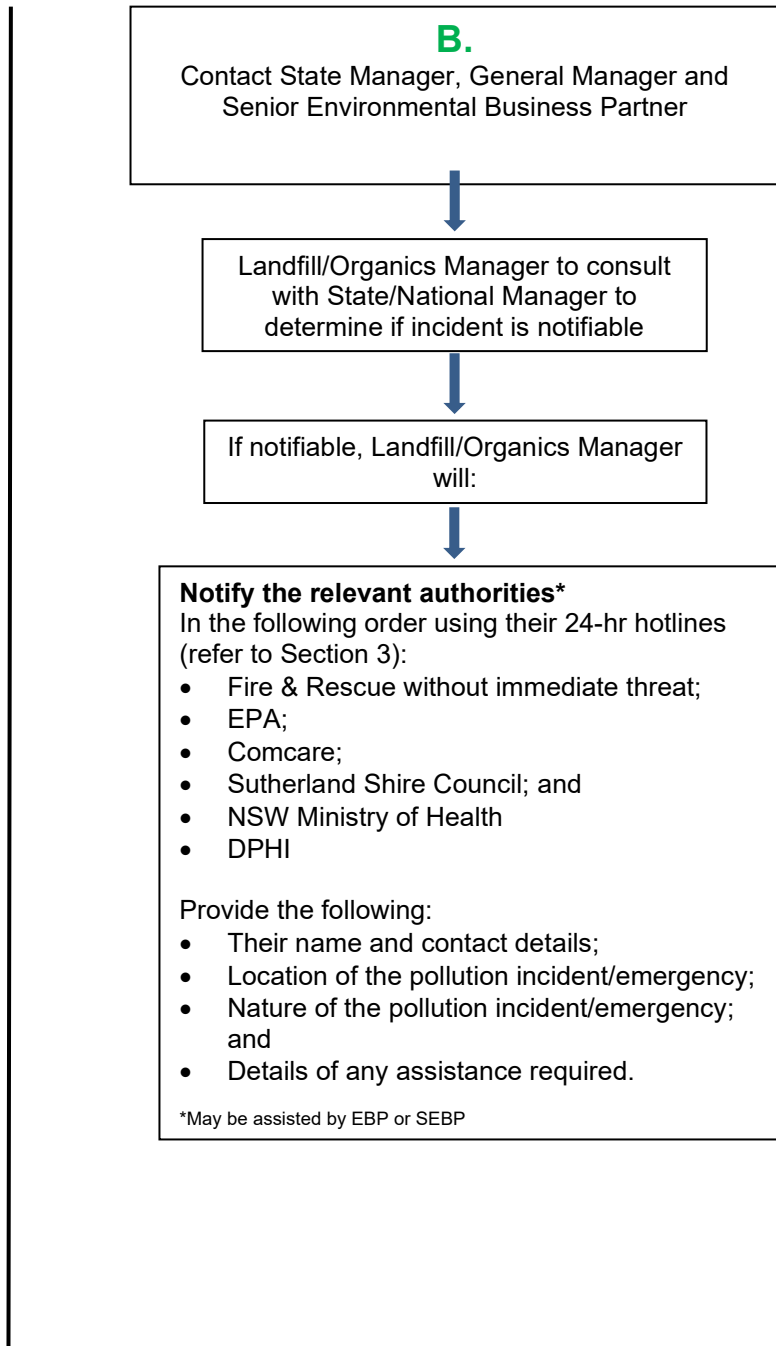 B.
Contact State Manager, General Manager and
Senior Environmental Business Partner
Landfill/Organics Manager to consult
with State/National Manager to
determine if incident is notifiable
If notifiable, Landfill/Organics Manager
will:
Notify the relevant authorities*
In the following order using their 24-hr hotlines
(refer to Section 3):
• Fire & Rescue without immediate threat;
• EPA;
• Comcare;
• Sutherland Shire Council; and
• NSW Ministry of Health
• DPHI
Provide the following:
• Their name and contact details;
• Location of the pollution incident/emergency;
• Nature of the pollution incident/emergency;
and
• Details of any assistance required.
*May be assisted by EBP or SEBP